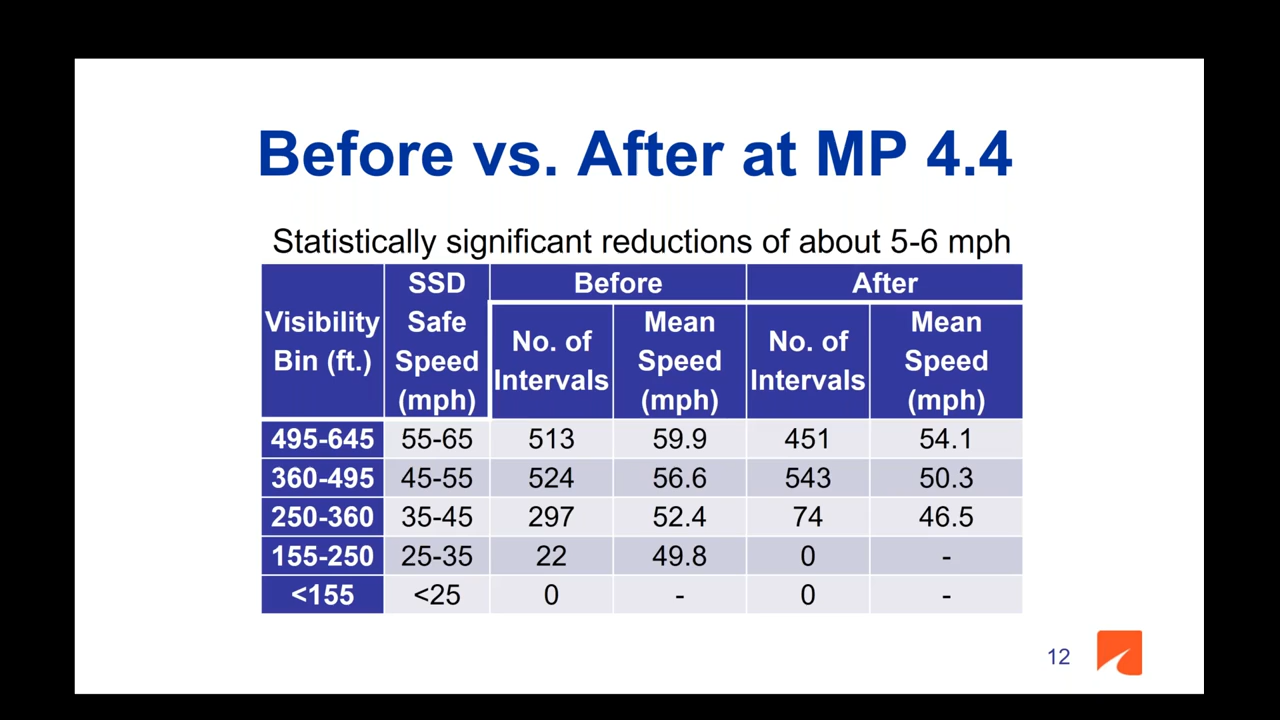 Before vs. After at MP 4.4
Statistically significant reductions of about 5-6 mph
Visibility Bin (ft.) SSD Safe Speed (mph) Before After
No. of Intervals Mean Speed (mph) No. of Intervals Mean Speed (mph)
495-645 55-65 513 59.9 451 54.1
360-495 45-55 524 56.6 543 50.3
250-360 35-45 297 52.4 74 46.5
155-250 25-35 22 49.8 0 -
<155 <25 0 - 0 -
12